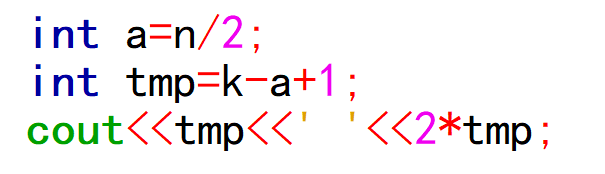 int a=n/2;
int tmp=k-a+1;
cout<<tmp<<' '<<2*tmp;